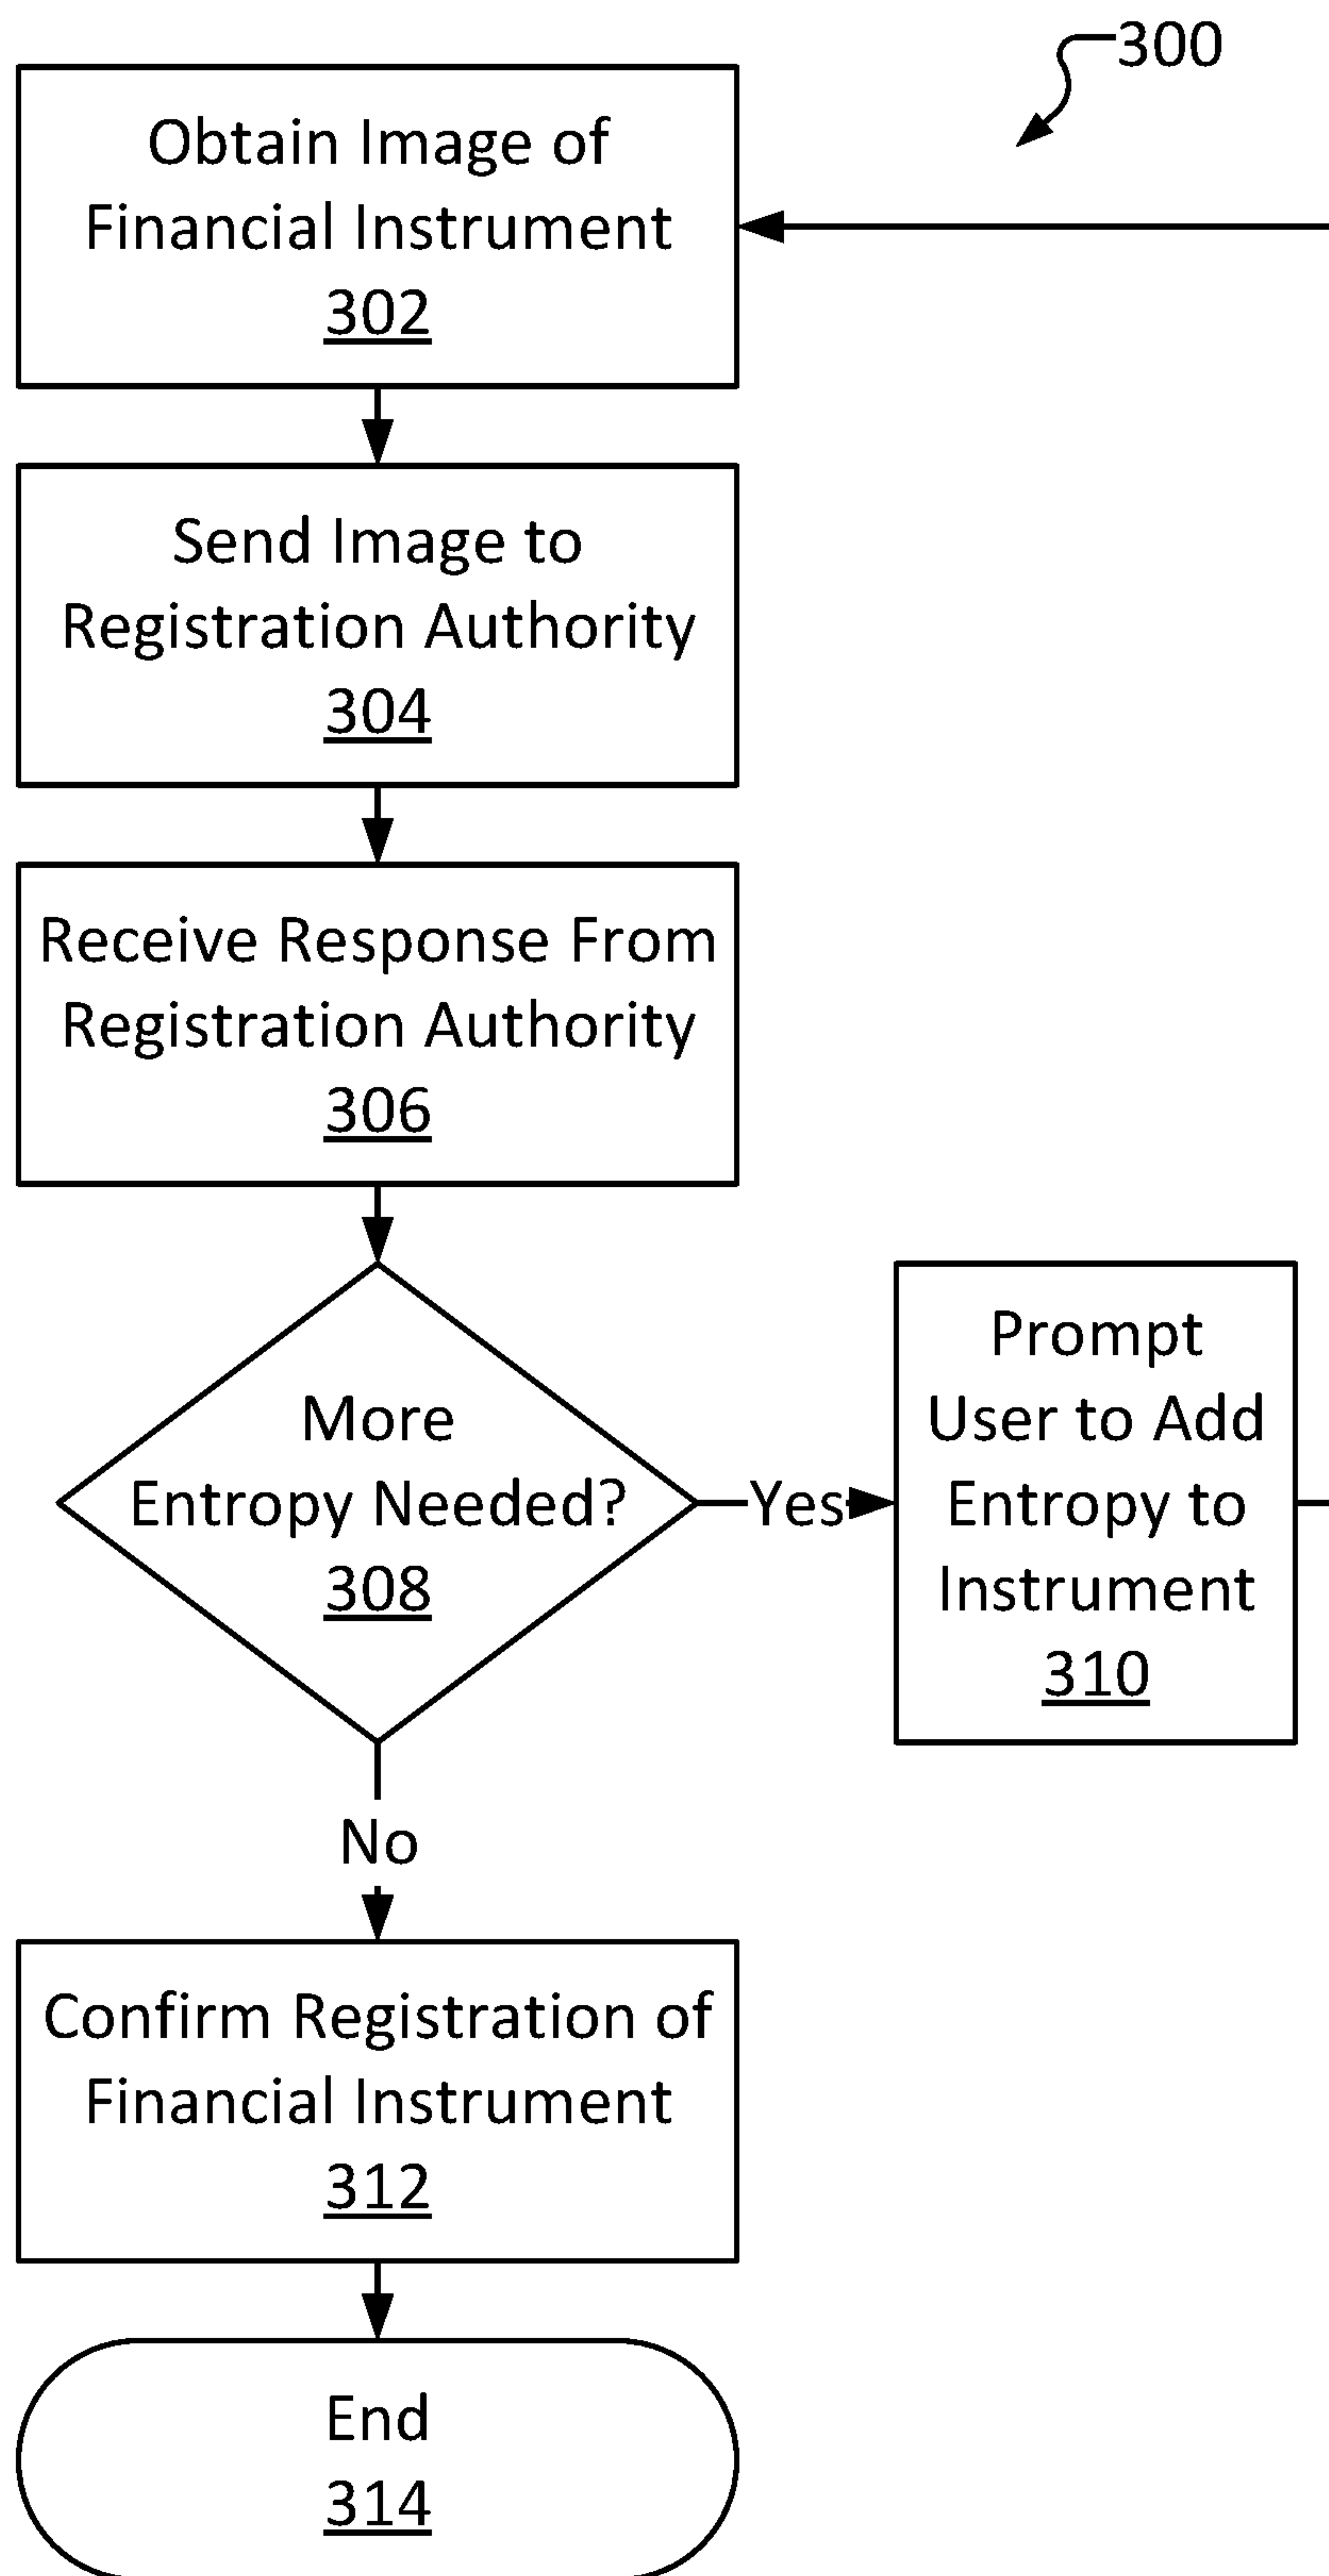 300
Obtain Image of
Financial Instrument
302
Send Image to
Registration Authority
304
Receive Response From
Registration Authority
306
More
Entropy Needed?
308
Yes
Prompt
User to Add
Entropy to
Instrument
310
No
Confirm Registration of
Financial Instrument
312
End
314